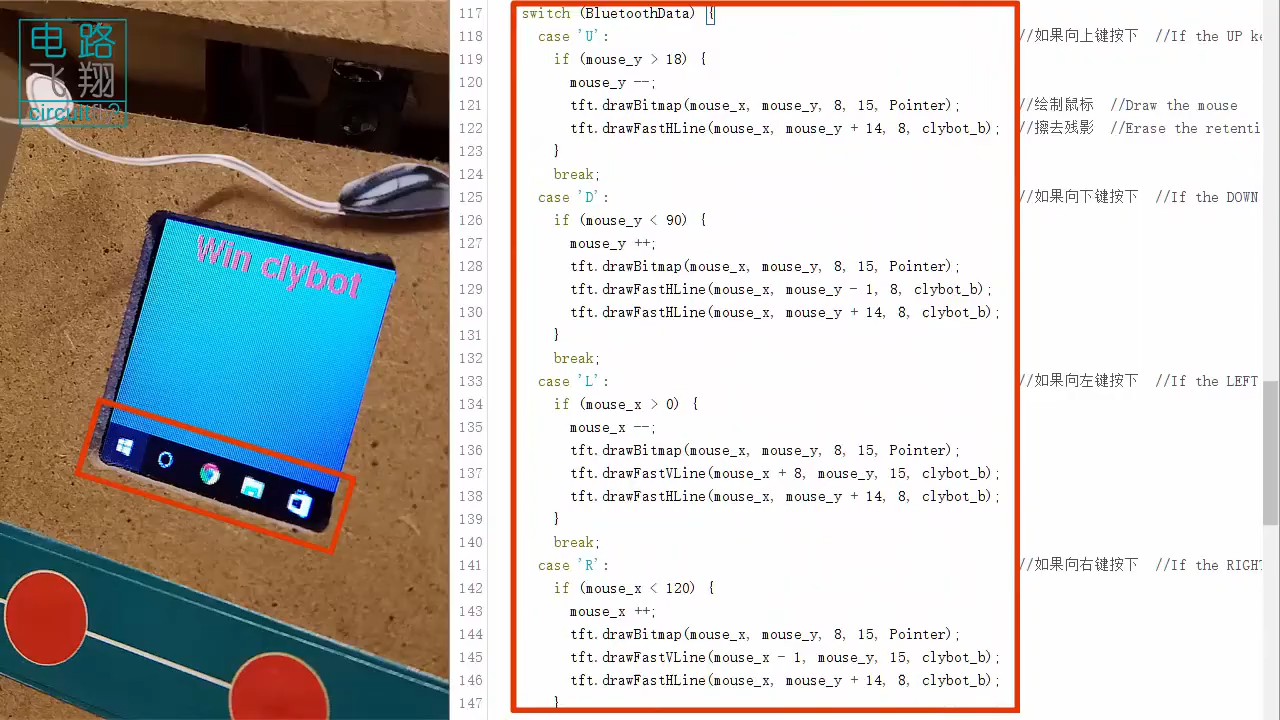 电路
飞翔
circuitfly
Win clybot
117 switch (BluetoothData) {
118 case 'U': //如果向上键按下 //If the UP ke
119 if (mouse_y > 18) {
120 mouse_y --;
121 tft.drawBitmap(mouse_x, mouse_y, 8, 15, Pointer); //绘制鼠标 //Draw the mouse
122 tft.drawFastHLine(mouse_x, mouse_y + 14, 8, clybot_b); //擦去残影 //Erase the retenti
123 }
124 break;
125 case 'D': //如果向下键按下 //If the DOWN
126 if (mouse_y < 90) {
127 mouse_y ++;
128 tft.drawBitmap(mouse_x, mouse_y, 8, 15, Pointer);
129 tft.drawFastHLine(mouse_x, mouse_y - 1, 8, clybot_b);
130 tft.drawFastHLine(mouse_x, mouse_y + 14, 8, clybot_b);
131 }
132 break;
133 case 'L': //如果向左键按下 //If the LEFT
134 if (mouse_x > 0) {
135 mouse_x --;
136 tft.drawBitmap(mouse_x, mouse_y, 8, 15, Pointer);
137 tft.drawFastVLine(mouse_x + 8, mouse_y, 15, clybot_b);
138 tft.drawFastHLine(mouse_x, mouse_y + 14, 8, clybot_b);
139 }
140 break;
141 case 'R': //如果向右键按下 //If the RIGHT
142 if (mouse_x < 120) {
143 mouse_x ++;
144 tft.drawBitmap(mouse_x, mouse_y, 8, 15, Pointer);
145 tft.drawFastVLine(mouse_x - 1, mouse_y, 15, clybot_b);
146 tft.drawFastHLine(mouse_x, mouse_y + 14, 8, clybot_b);
147 }